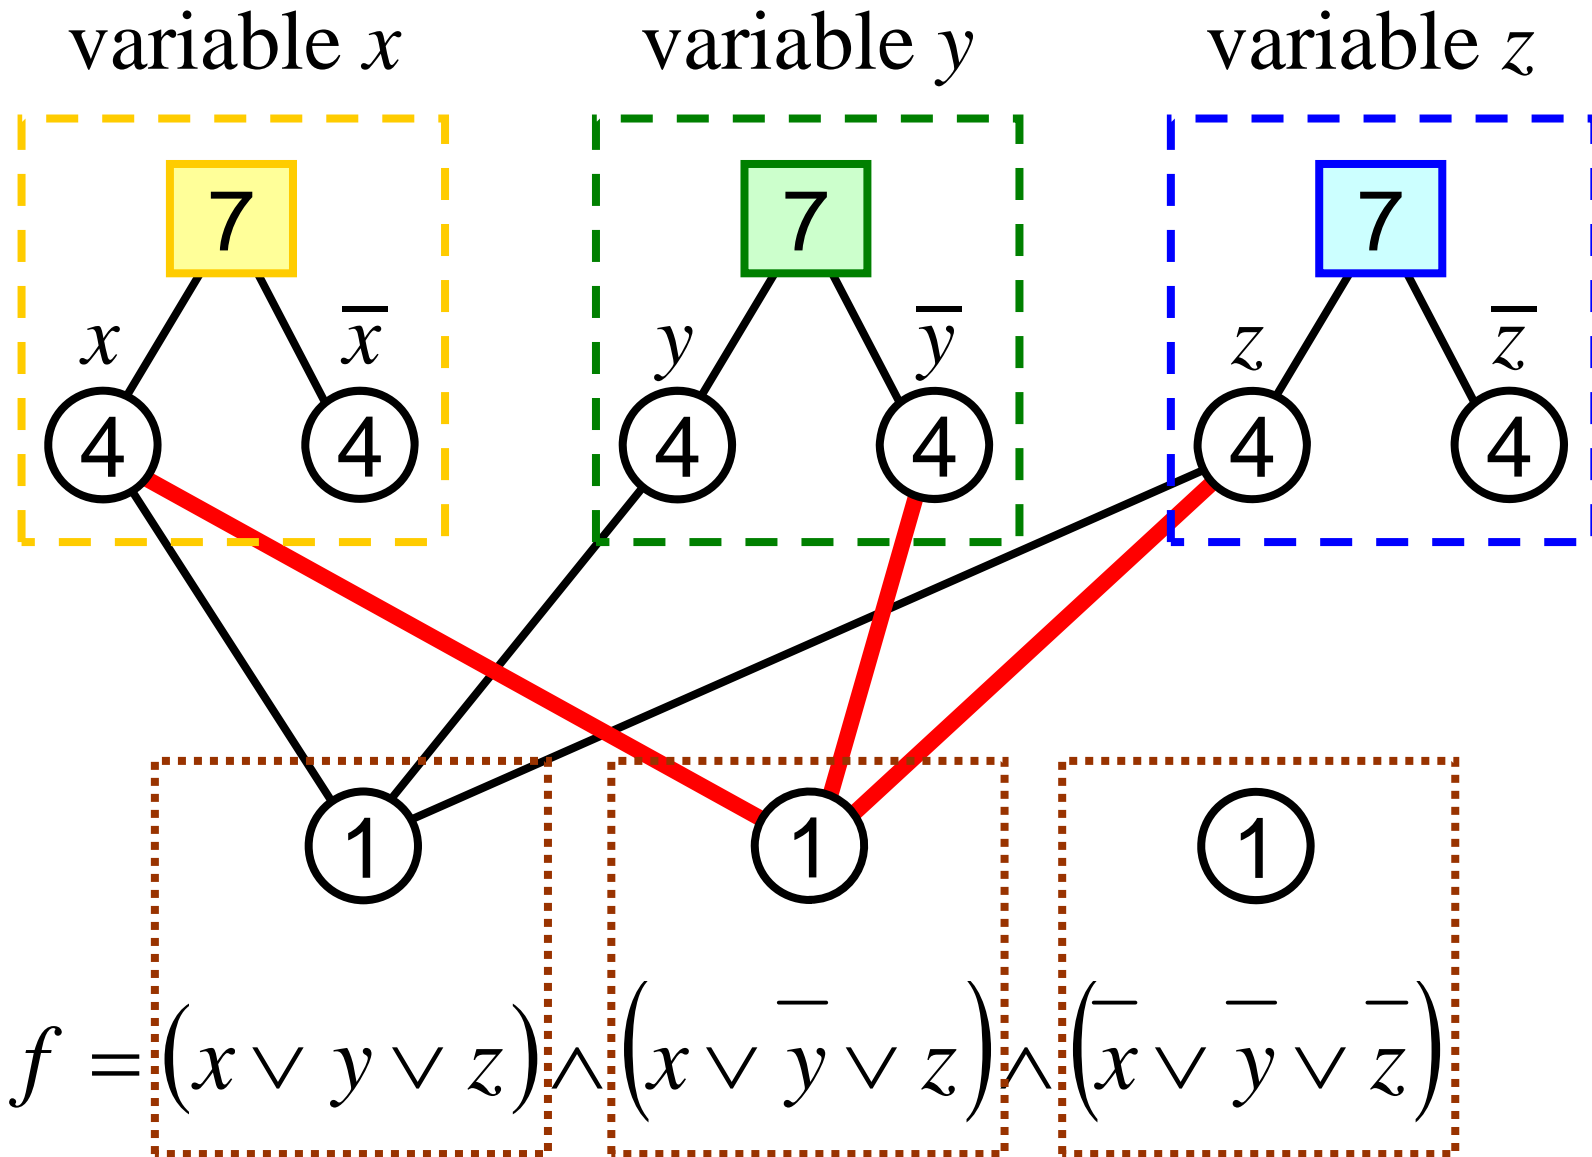 variable x variable y variable z
7 7 7
x x̅ y y̅ z z̅
4 4 4 4 4 4
1 1 1
f = (x ∨ y ∨ z) ∧ (x ∨ y̅ ∨ z) ∧ (x̅ ∨ y̅ ∨ z̅)